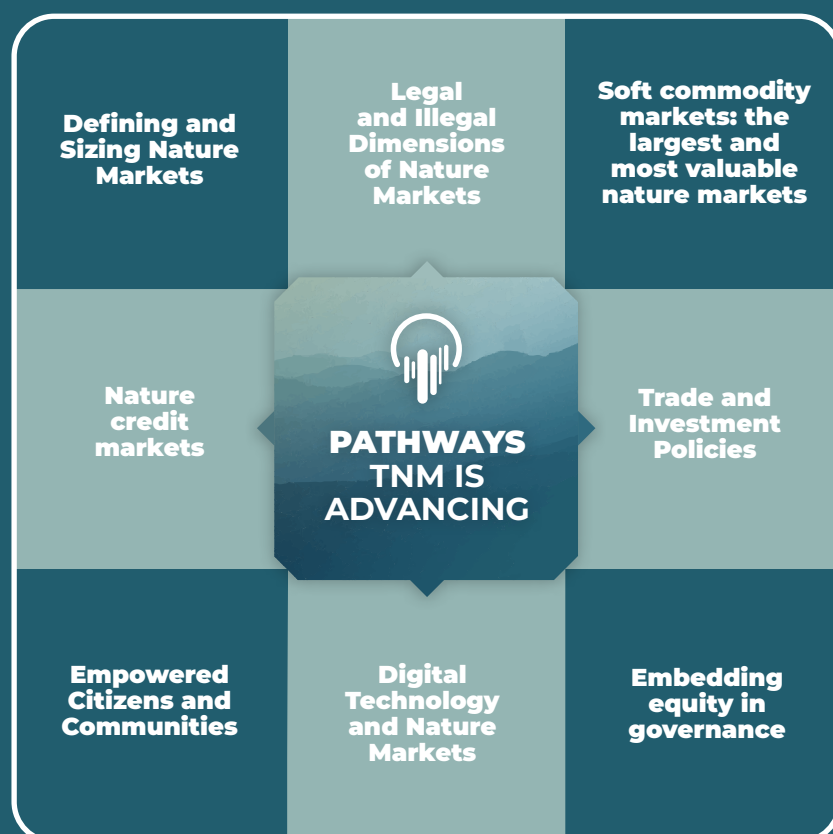 Defining and
Sizing Nature
Markets
Legal
and Illegal
Dimensions
of Nature
Markets
Soft commodity
markets: the
largest and
most valuable
nature markets
Nature
credit
markets
PATHWAYS
TNM IS
ADVANCING
Trade and
Investment
Policies
Empowered
Citizens and
Communities
Digital
Technology
and Nature
Markets
Embedding
equity in
governance